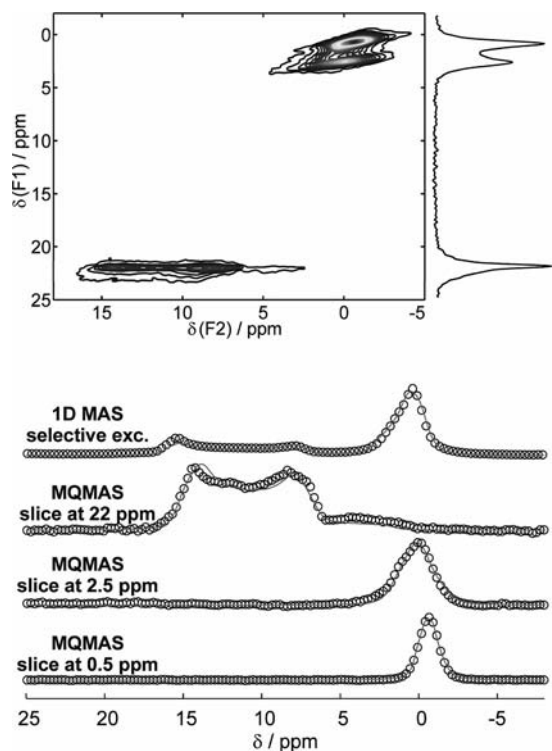 0
5
10
15
20
25
δ(F1) / ppm
15 10 5 0 -5
δ(F2) / ppm
1D MAS
selective exc.
MQMAS
slice at 22 ppm
MQMAS
slice at 2.5 ppm
MQMAS
slice at 0.5 ppm
25 20 15 10 5 0 -5
δ / ppm